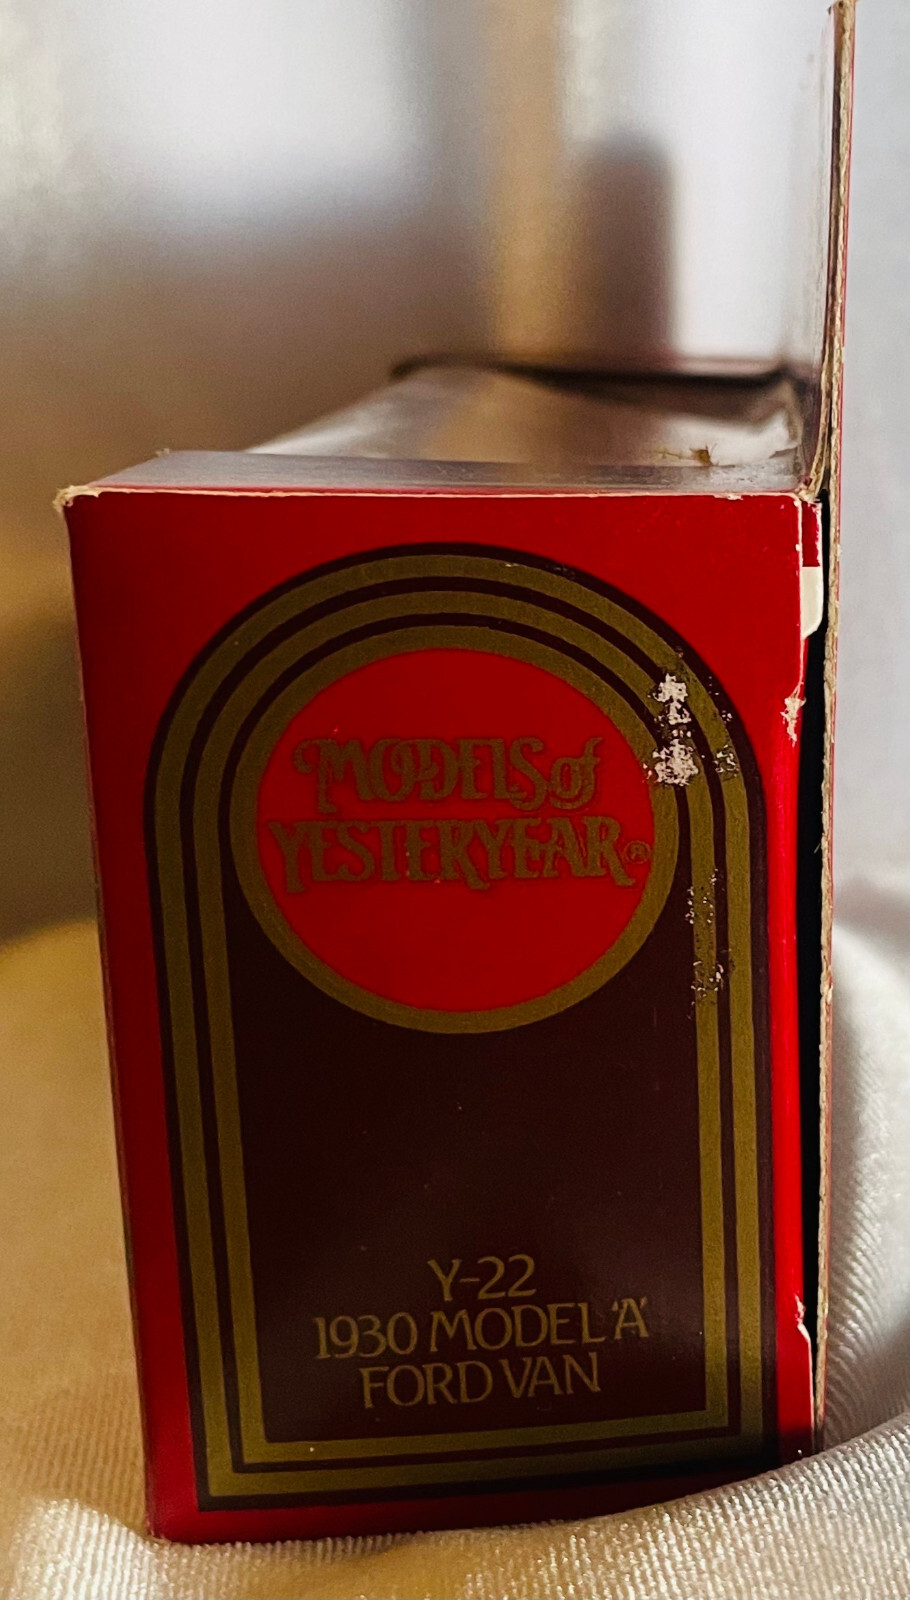 MODELS of
YESTERYEAR®
Y-22
1930 MODEL 'A'
FORD VAN